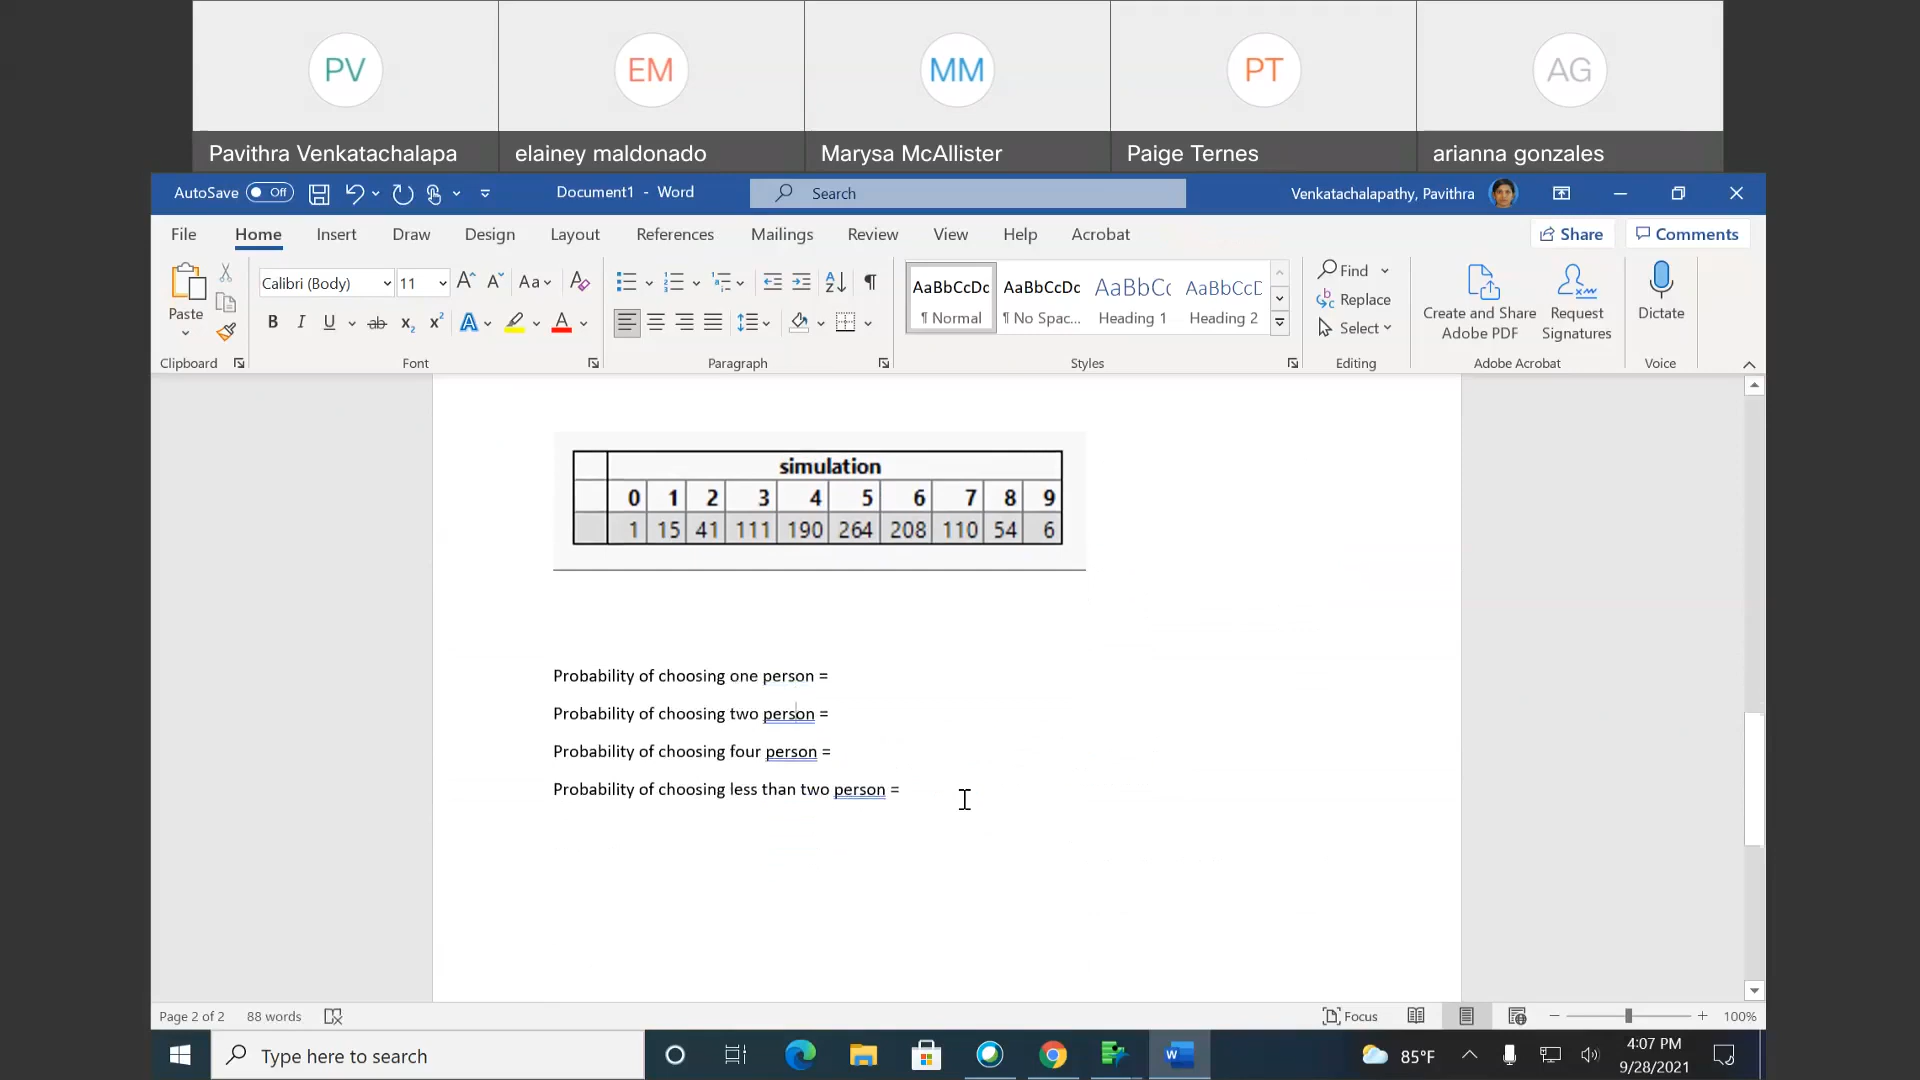 PV EM MM PT AG
Pavithra Venkatachalapa elainey maldonado Marysa McAllister Paige Ternes arianna gonzales
AutoSave Off Document1 - Word Search Venkatachalapathy, Pavithra
File Home Insert Draw Design Layout References Mailings Review View Help Acrobat Share Comments
Paste Calibri (Body) 11 Aa AaBbCcDc AaBbCcDc AaBbCc AaBbCcD Find Replace Select Create and Share Adobe PDF Request Signatures Dictate
B I U ab x₂ x² A A ¶ Normal ¶ No Spac... Heading 1 Heading 2
Clipboard Font Paragraph Styles Editing Adobe Acrobat Voice
simulation
0 1 2 3 4 5 6 7 8 9
1 15 41 111 190 264 208 110 54 6
Probability of choosing one person =
Probability of choosing two person =
Probability of choosing four person =
Probability of choosing less than two person =
Page 2 of 2 88 words Focus 100%
Type here to search 85°F 4:07 PM
9/28/2021